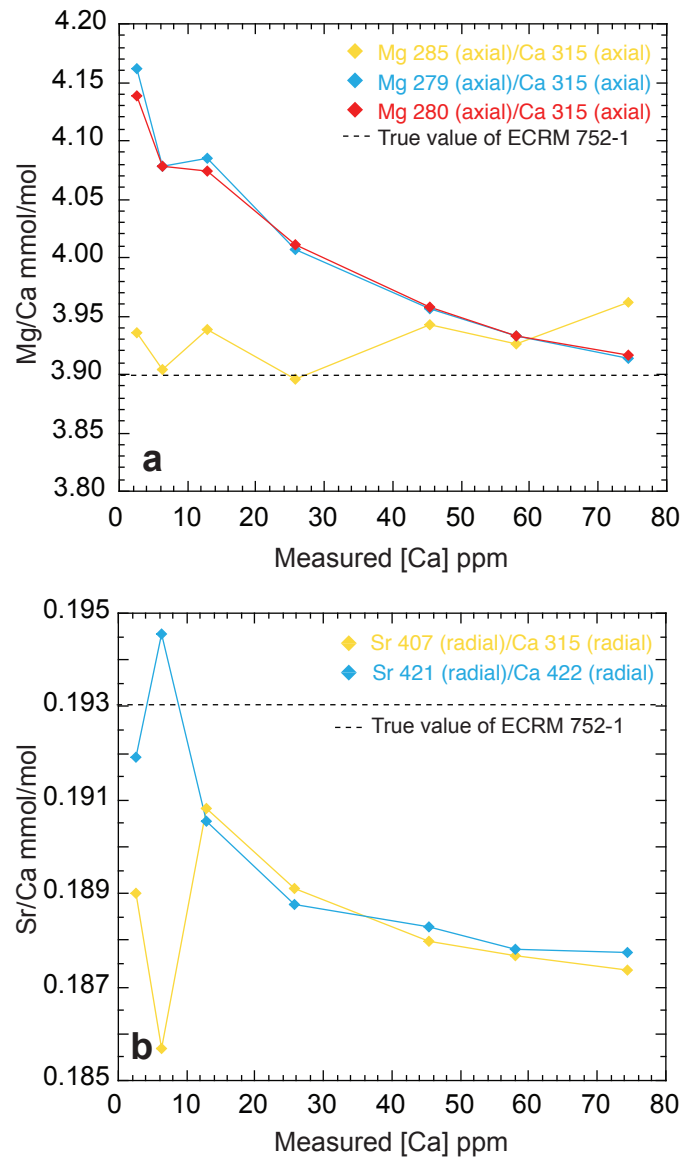 4.20
Mg 285 (axial)/Ca 315 (axial)
4.15
Mg 279 (axial)/Ca 315 (axial)
Mg 280 (axial)/Ca 315 (axial)
4.10
True value of ECRM 752-1
4.05
4.00
3.95
3.90
3.85
3.80
Mg/Ca mmol/mol
a
0 10 20 30 40 50 60 70 80
Measured [Ca] ppm
0.195
Sr 407 (radial)/Ca 315 (radial)
Sr 421 (radial)/Ca 422 (radial)
0.193
True value of ECRM 752-1
0.191
0.189
0.187
0.185
Sr/Ca mmol/mol
b
0 10 20 30 40 50 60 70 80
Measured [Ca] ppm